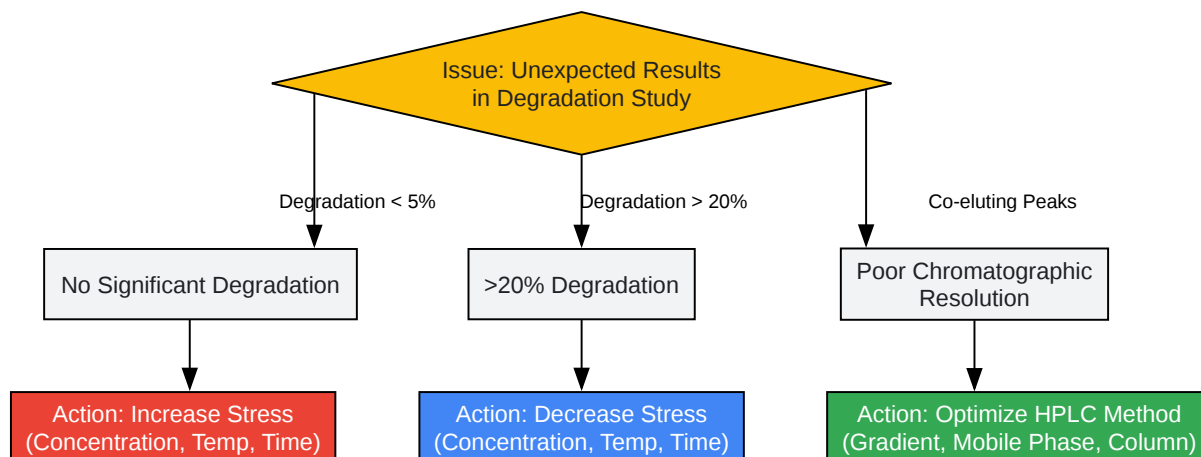 Issue: Unexpected Results
in Degradation Study
Degradation < 5%
Degradation > 20%
Co-eluting Peaks
No Significant Degradation
>20% Degradation
Poor Chromatographic
Resolution
Action: Increase Stress
(Concentration, Temp, Time)
Action: Decrease Stress
(Concentration, Temp, Time)
Action: Optimize HPLC Method
(Gradient, Mobile Phase, Column)